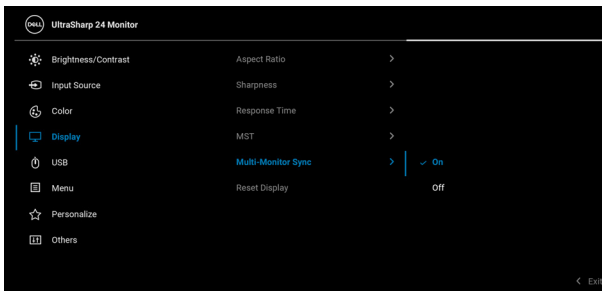 DELL UltraSharp 24 Monitor
Brightness/Contrast Aspect Ratio
Input Source Sharpness
Color Response Time
Display MST
USB Multi-Monitor Sync On
Menu Reset Display Off
Personalize
Others
Exit